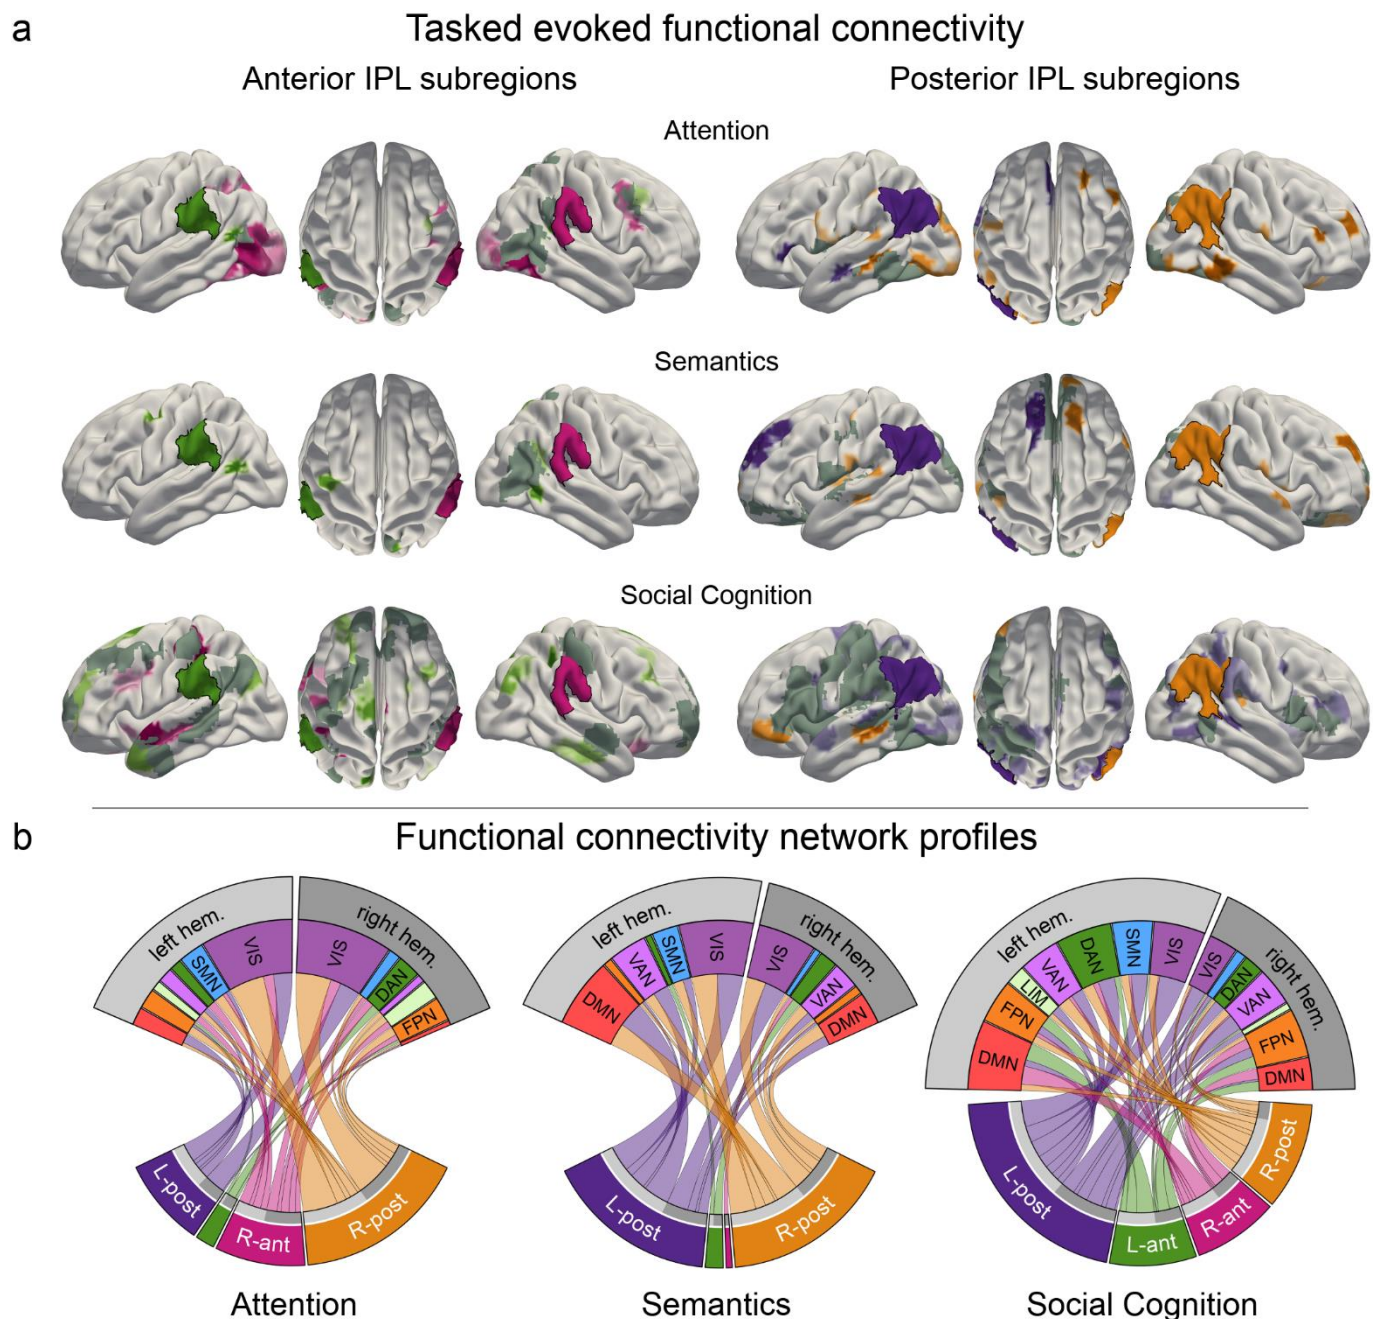 a
Tasked evoked functional connectivity
Anterior IPL subregions
Posterior IPL subregions
Attention
Semantics
Social Cognition
b
Functional connectivity network profiles
left hem.
right hem.
SMN
VIS
VIS
DAN
FPN
L-post
R-ant
R-post
Attention
left hem.
right hem.
DMN
VAN
SMN
VIS
VIS
VAN
DMN
L-post
R-post
Semantics
left hem.
right hem.
DMN
FPN
LIM
VAN
DAN
SMN
VIS
VIS
DAN
VAN
FPN
DMN
L-post
L-ant
R-ant
R-post
Social Cognition